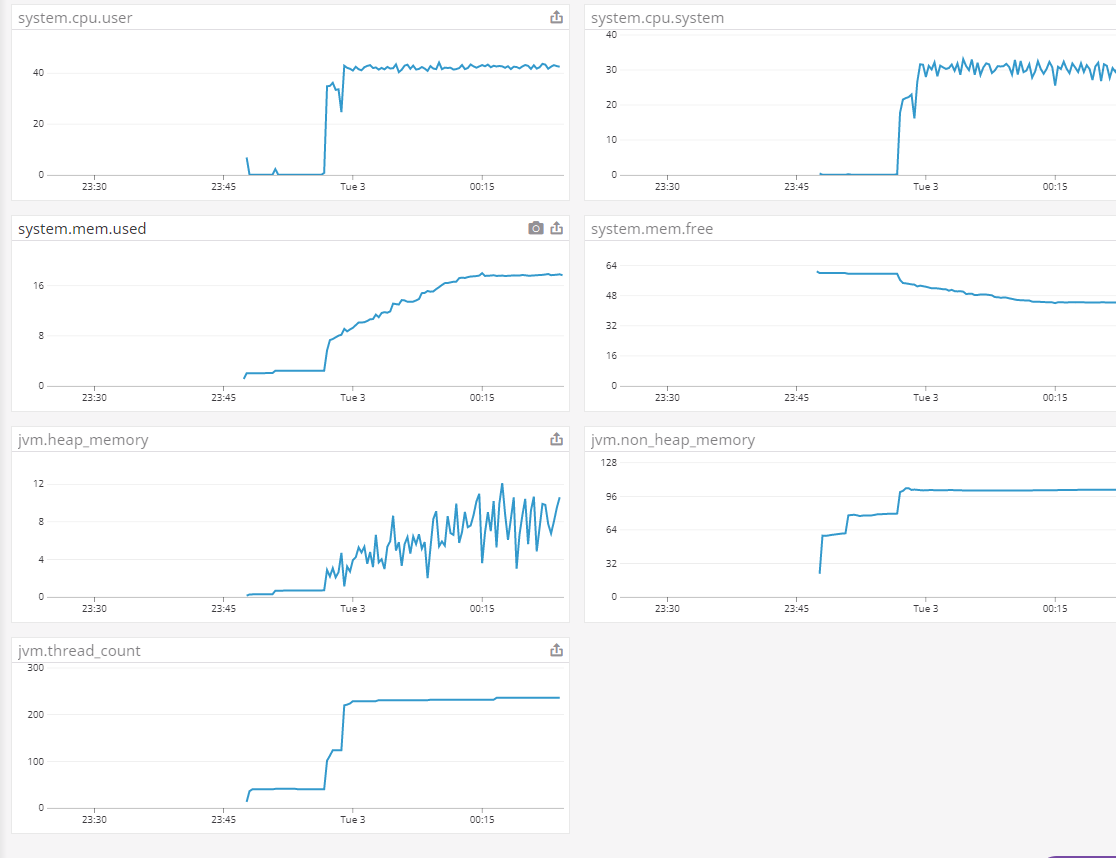 system.cpu.user
40
20
0
23:30 23:45 Tue 3 00:15
system.cpu.system
40
30
20
10
0
23:30 23:45 Tue 3 00:15
system.mem.used
16
8
0
23:30 23:45 Tue 3 00:15
system.mem.free
64
48
32
16
0
23:30 23:45 Tue 3 00:15
jvm.heap_memory
12
8
4
0
23:30 23:45 Tue 3 00:15
jvm.non_heap_memory
128
96
64
32
0
23:30 23:45 Tue 3 00:15
jvm.thread_count
300
200
100
0
23:30 23:45 Tue 3 00:15